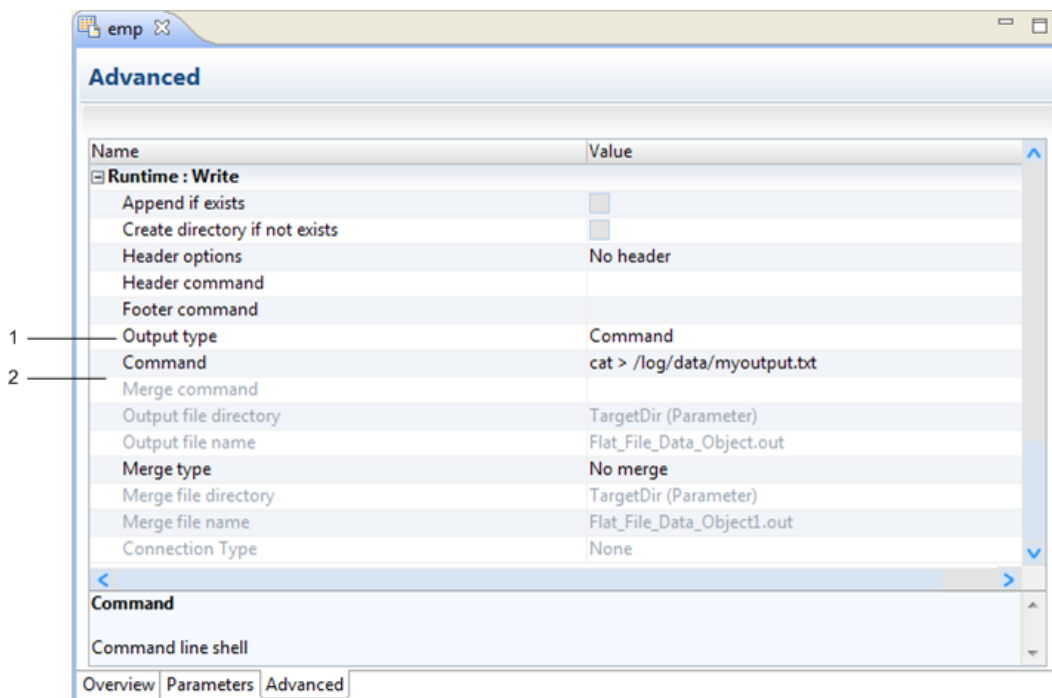 emp
Advanced
Name Value
Runtime : Write
Append if exists
Create directory if not exists
Header options No header
Header command
Footer command
1 Output type Command
Command cat > /log/data/myoutput.txt
2
Merge command
Output file directory TargetDir (Parameter)
Output file name Flat_File_Data_Object.out
Merge type No merge
Merge file directory TargetDir (Parameter)
Merge file name Flat_File_Data_Object1.out
Connection Type None
Command
Command line shell
Overview Parameters Advanced